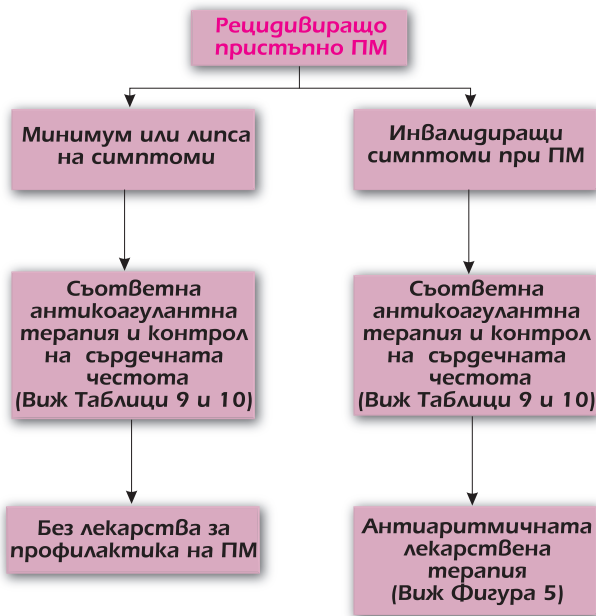 Рецидивиращо
пристъпно ПМ
Минимум или липса
на симптоми
Инвалидиращи
симптоми при ПМ
Съответна
антикоагулантна
терапия и контрол
на сърдечната
честота
(Виж Таблици 9 и 10)
Съответна
антикоагулантна
терапия и контрол
на сърдечната
честота
(Виж Таблици 9 и 10)
Без лекарства за
профилактика на ПМ
Антиаритмичната
лекарствена
терапия
(Виж Фигура 5)